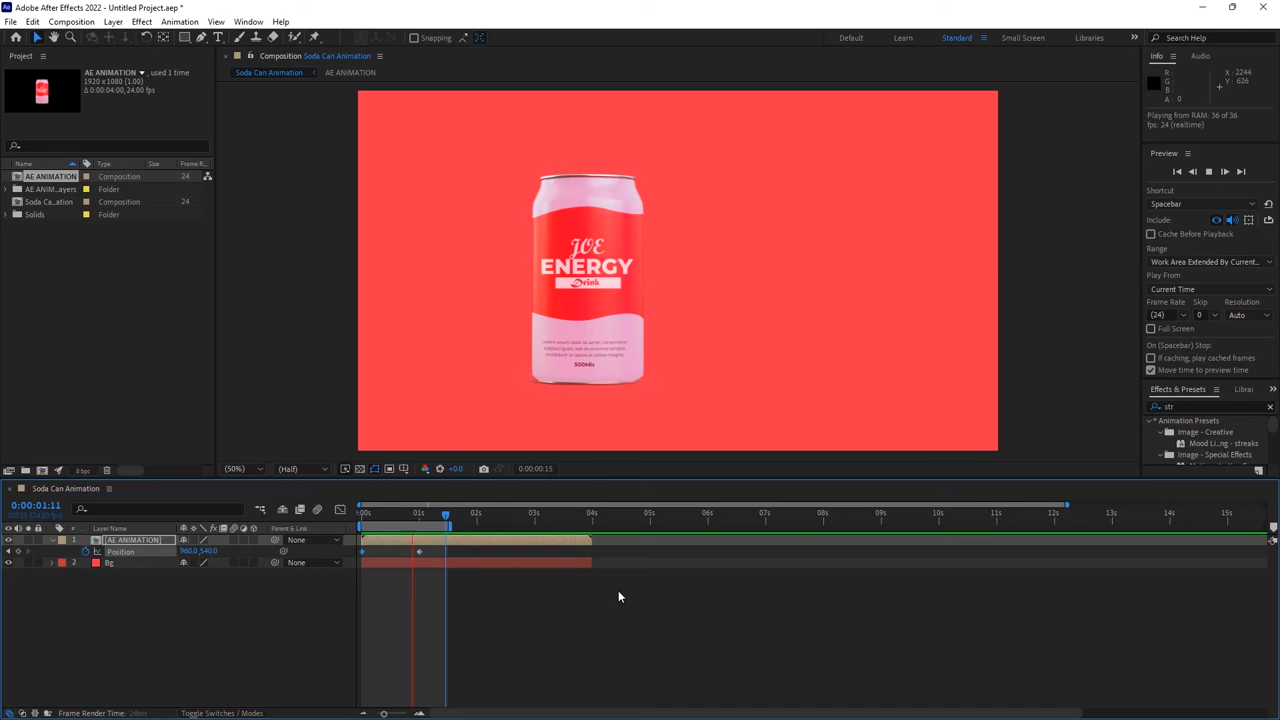 Adobe After Effects 2022 - Untitled Project.aep *
File Edit Composition Layer Effect Animation View Window Help
Snapping
Default Learn Standard Small Screen Libraries Search Help
Project
AE ANIMATION , used 1 time
1920 x 1080 (1.00)
Δ 0:00:04:00, 24.00 fps
Name Type Size Frame R...
AE ANIMATION Composition 24
AE ANIM...ayers Folder
Soda Ca...ation Composition 24
Solids Folder
8 bpc
Composition Soda Can Animation
Soda Can Animation AE ANIMATION
JOE
ENERGY
Drink
500Mls
(50%) (Half) +0.0 0:00:00:15
Info Audio
R : X : 2244
G : Y : 626
B :
A : 0
Playing from RAM: 36 of 36
fps: 24 (realtime)
Preview
Shortcut
Spacebar
Include:
Cache Before Playback
Range
Work Area Extended By Current...
Play From
Current Time
Frame Rate Skip Resolution
(24) 0 Auto
Full Screen
On (Spacebar) Stop:
If caching, play cached frames
Move time to preview time
Effects & Presets Librar
str
* Animation Presets
Image - Creative
Mood Li...ng - streaks
Image - Special Effects
Soda Can Animation
0:00:01:11
# Layer Name Parent & Link
1 [AE ANIMATION] None
Position 960.0,540.0
2 Bg None
:00s 01s 02s 03s 04s 05s 06s 07s 08s 09s 10s 11s 12s 13s 14s 15s
Frame Render Time: 24ms Toggle Switches / Modes